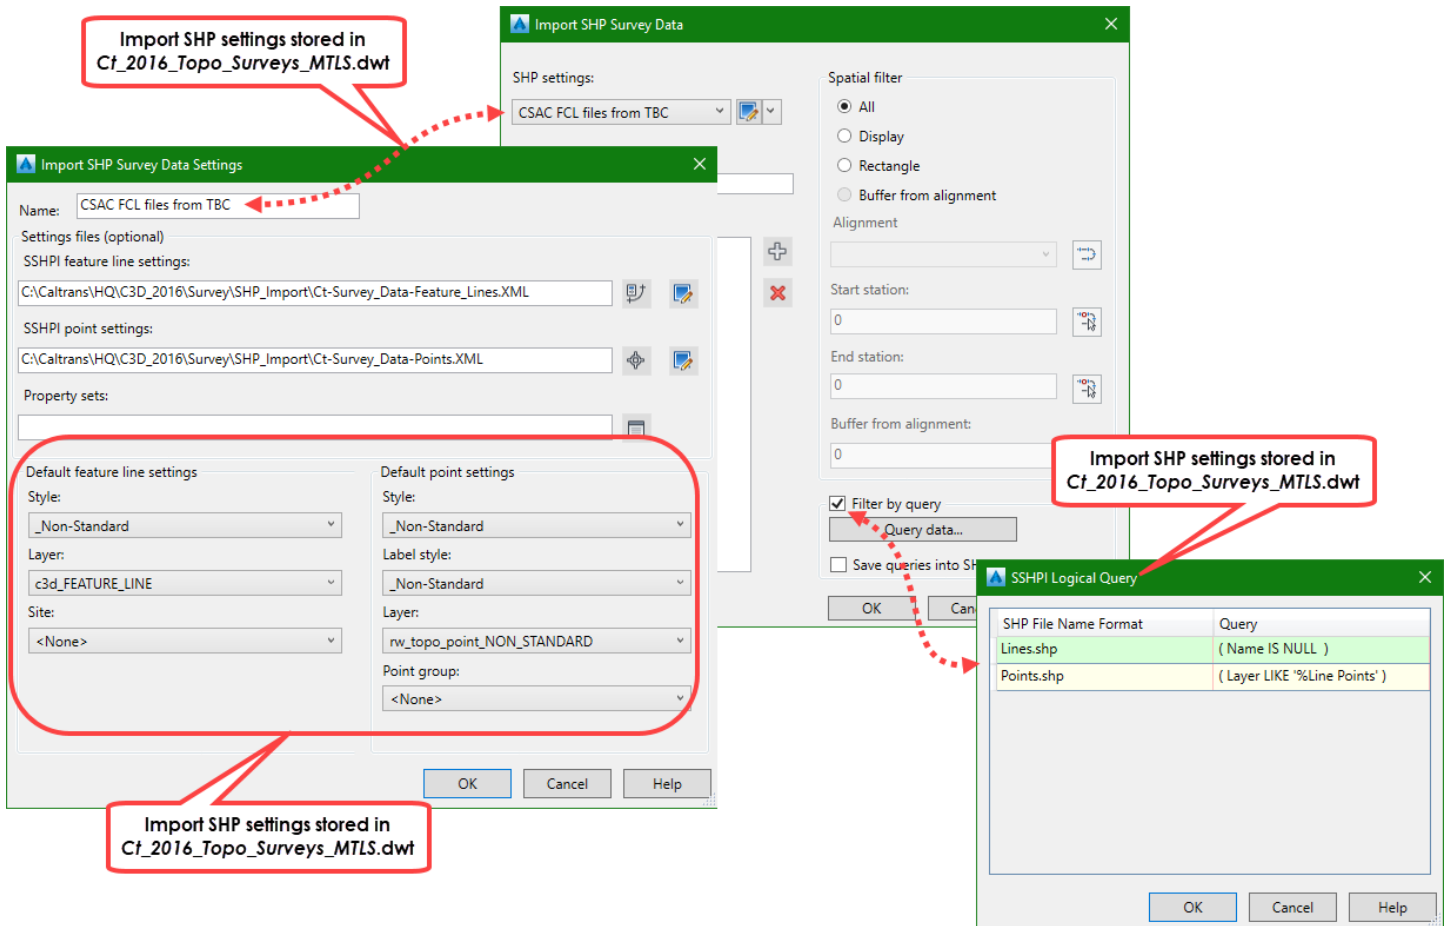 Import SHP settings stored in
Ct_2016_Topo_Surveys_MTLS.dwt
Import SHP Survey Data
SHP settings:
CSAC FCL files from TBC
Spatial filter
All
Display
Rectangle
Buffer from alignment
Alignment
Start station:
0
End station:
0
Buffer from alignment:
0
Filter by query
Query data...
Save queries into SH
OK
Can
Import SHP Survey Data Settings
Name:
CSAC FCL files from TBC
Settings files (optional)
SSHPI feature line settings:
C:\Caltrans\HQ\C3D_2016\Survey\SHP_Import\Ct-Survey_Data-Feature_Lines.XML
SSHPI point settings:
C:\Caltrans\HQ\C3D_2016\Survey\SHP_Import\Ct-Survey_Data-Points.XML
Property sets:
Default feature line settings
Style:
_Non-Standard
Layer:
c3d_FEATURE_LINE
Site:
<None>
Default point settings
Style:
_Non-Standard
Label style:
_Non-Standard
Layer:
rw_topo_point_NON_STANDARD
Point group:
<None>
OK
Cancel
Help
Import SHP settings stored in
Ct_2016_Topo_Surveys_MTLS.dwt
Import SHP settings stored in
Ct_2016_Topo_Surveys_MTLS.dwt
SSHPI Logical Query
SHP File Name Format
Query
Lines.shp
( Name IS NULL )
Points.shp
( Layer LIKE '%Line Points' )
OK
Cancel
Help